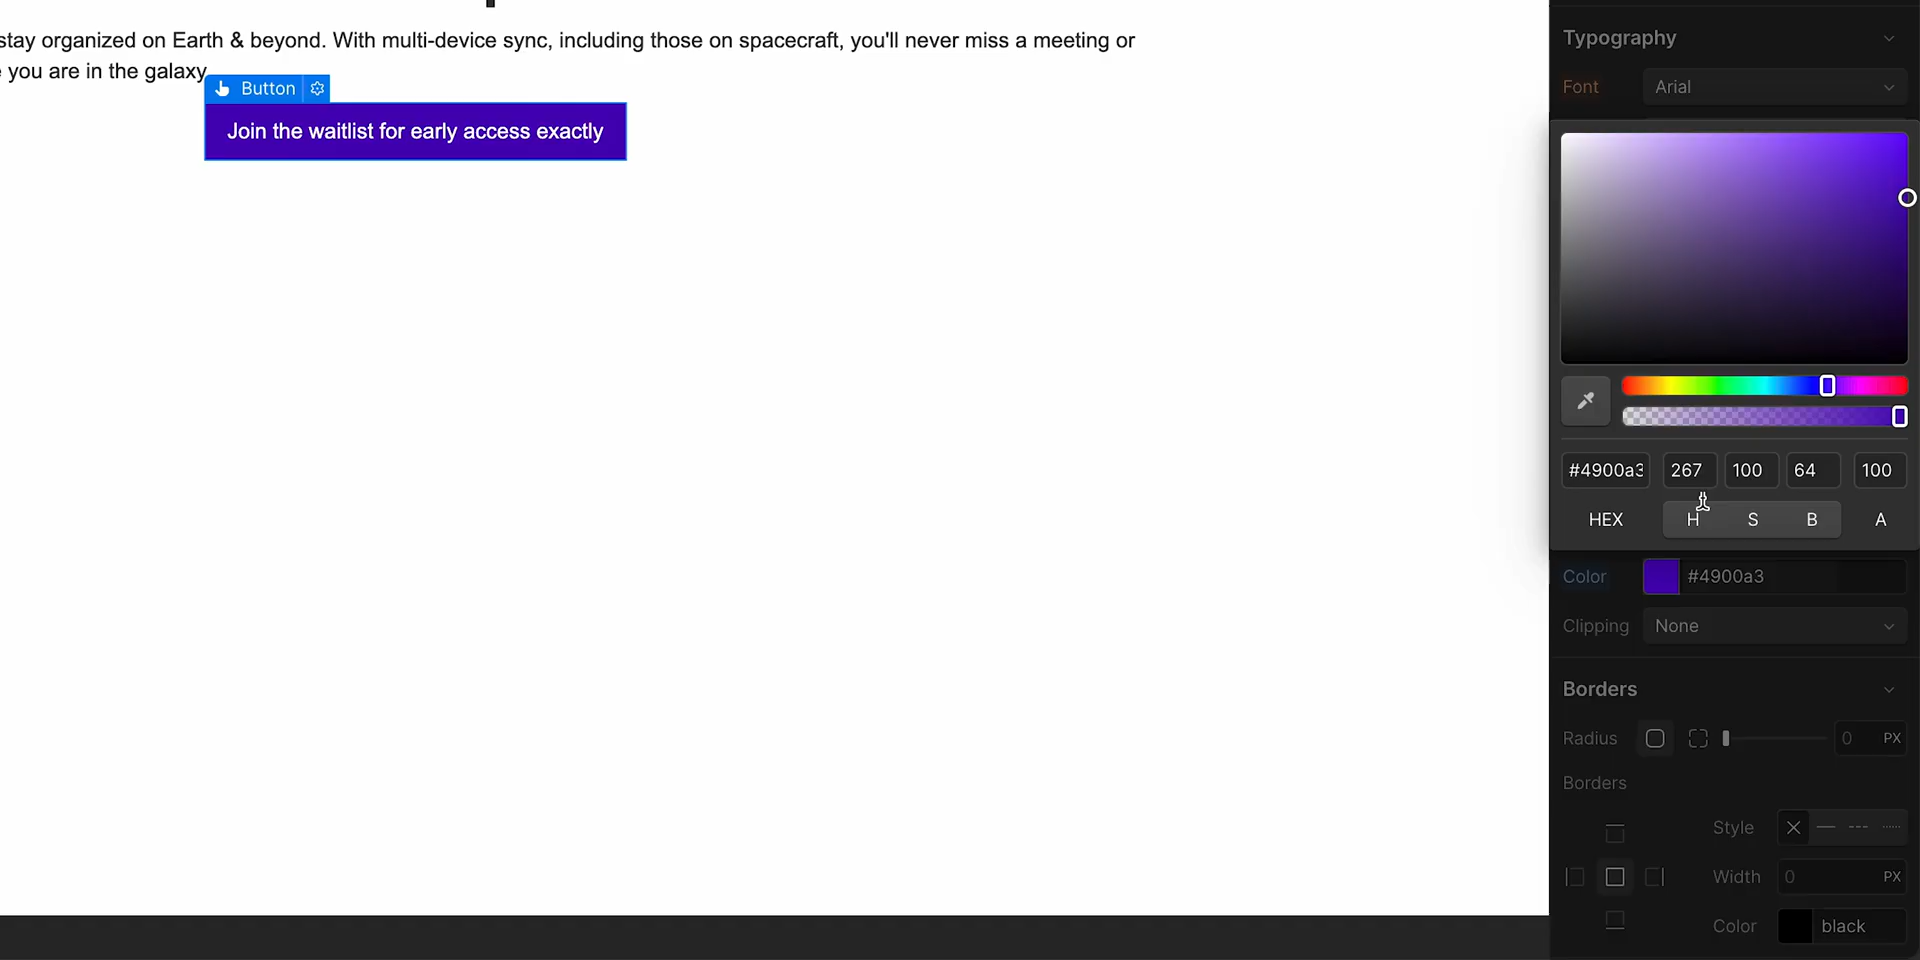 stay organized on Earth & beyond. With multi-device sync, including those on spacecraft, you'll never miss a meeting or
you are in the galaxy
Button
Join the waitlist for early access exactly
Typography
Font Arial
#4900a3 267 100 64 100
HEX H S B A
Color #4900a3
Clipping None
Borders
Radius 0 PX
Borders
Style
Width 0 PX
Color black